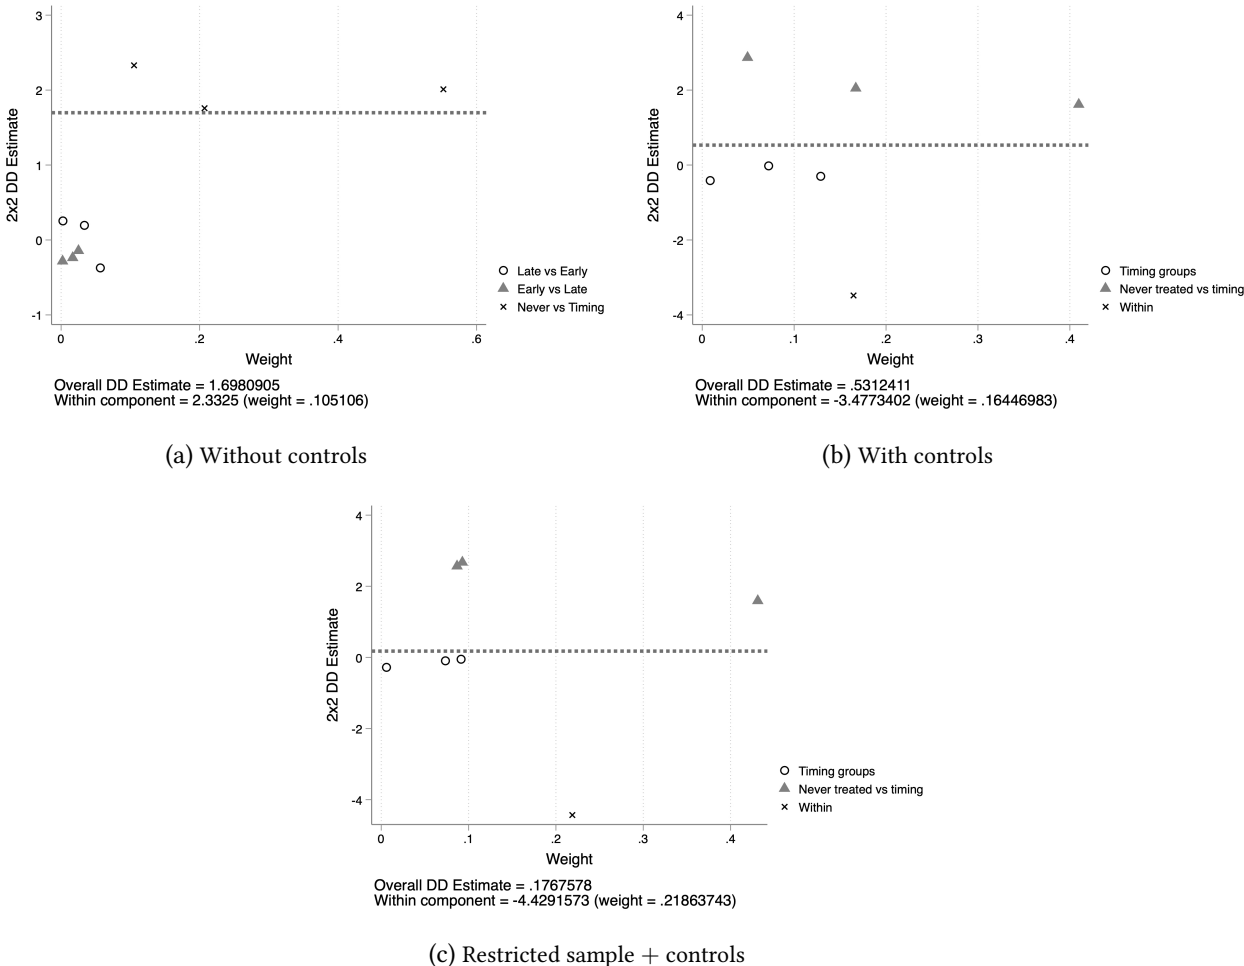 3
2
1
0
-1
2x2 DD Estimate
0
.2
.4
.6
Weight
Late vs Early
Early vs Late
Never vs Timing
Overall DD Estimate = 1.6980905
Within component = 2.3325 (weight = .105106)
(a) Without controls
4
2
0
-2
-4
2x2 DD Estimate
0
.1
.2
.3
.4
Weight
Timing groups
Never treated vs timing
Within
Overall DD Estimate = .5312411
Within component = -3.4773402 (weight = .16446983)
(b) With controls
4
2
0
-2
-4
2x2 DD Estimate
0
.1
.2
.3
.4
Weight
Timing groups
Never treated vs timing
Within
Overall DD Estimate = .1767578
Within component = -4.4291573 (weight = .21863743)
(c) Restricted sample + controls